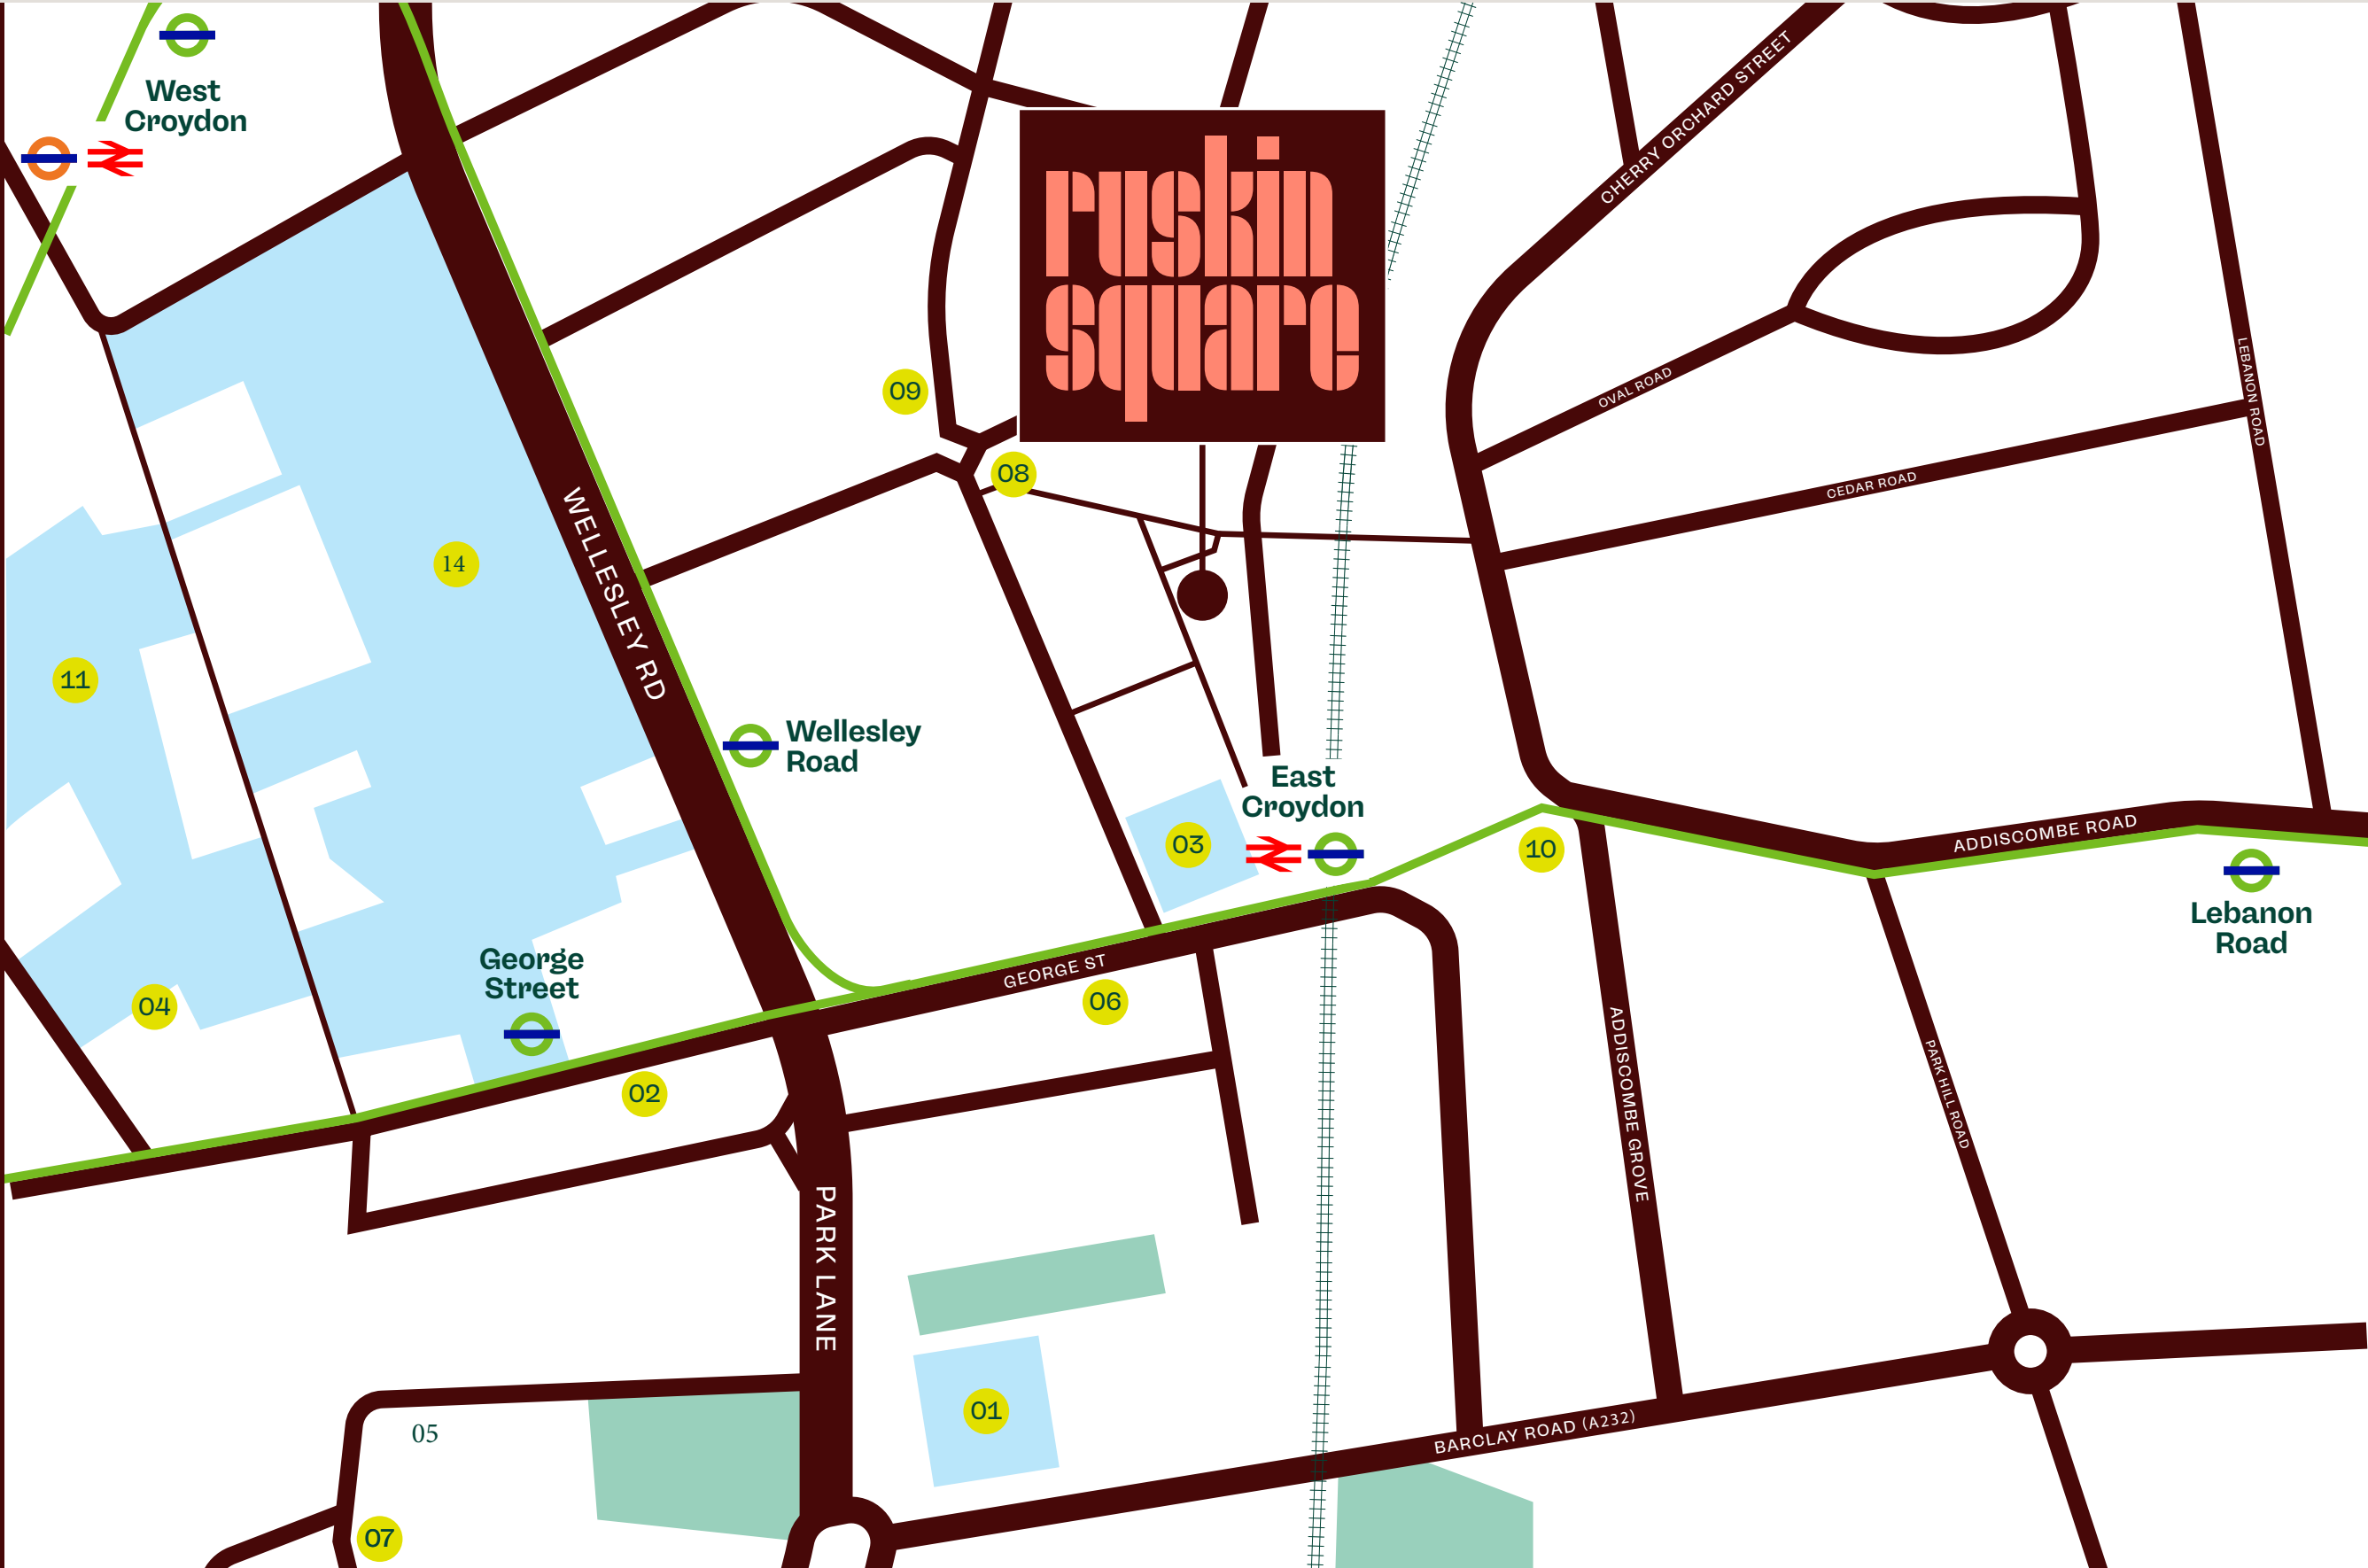 West
Croydon
CHERRY ORCHARD STREET
ruskin
square
LEBANON ROAD
OVAL ROAD
09
08
CEDAR ROAD
WELLESLEY RD
14
11
Wellesley
Road
East
Croydon
03
10
ADDISCOMBE ROAD
Lebanon
Road
George
Street
GEORGE ST
04
06
02
ADDISCOMBE GROVE
PARK HILL ROAD
PARK LANE
01
05
BARCLAY ROAD (A232)
07